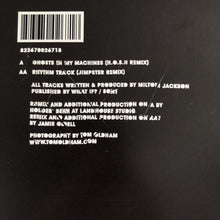 823670026718
A GHOSTS IN MY MACHINES (H.O.S.H REMIX)
AA RHYTHM TRACK (JIMPSTER REMIX)
ALL TRACKS WRITTEN & PRODUCED BY MILTON JACKSON
PUBLISHED BY WHAT IF? / SONY
REMIX AND ADDITIONAL PRODUCTION ON A BY
HOLGER BEHN AT LANDHOUSE STUDIO
REMIX AND ADDITIONAL PRODUCTION ON AA BY
JAMIE ODELL
PHOTOGRAPHY BY TOM OLDHAM
WWW.TOMOLDHAM.COM